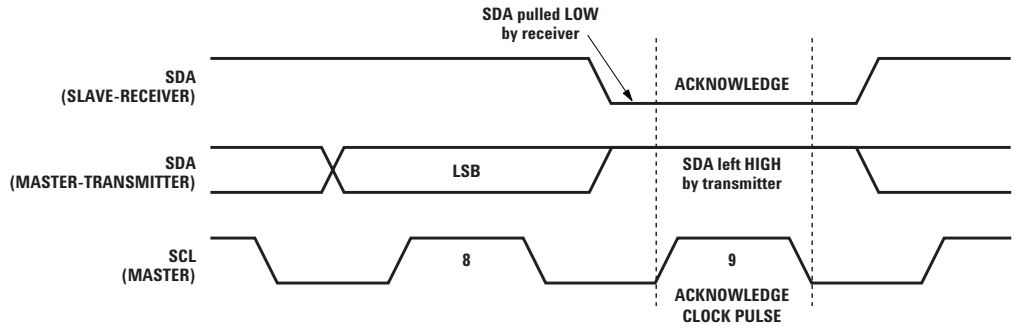 SDA pulled LOW
by receiver
SDA
(SLAVE-RECEIVER)
ACKNOWLEDGE
SDA
(MASTER-TRANSMITTER)
LSB
SDA left HIGH
by transmitter
SCL
(MASTER)
8
9
ACKNOWLEDGE
CLOCK PULSE